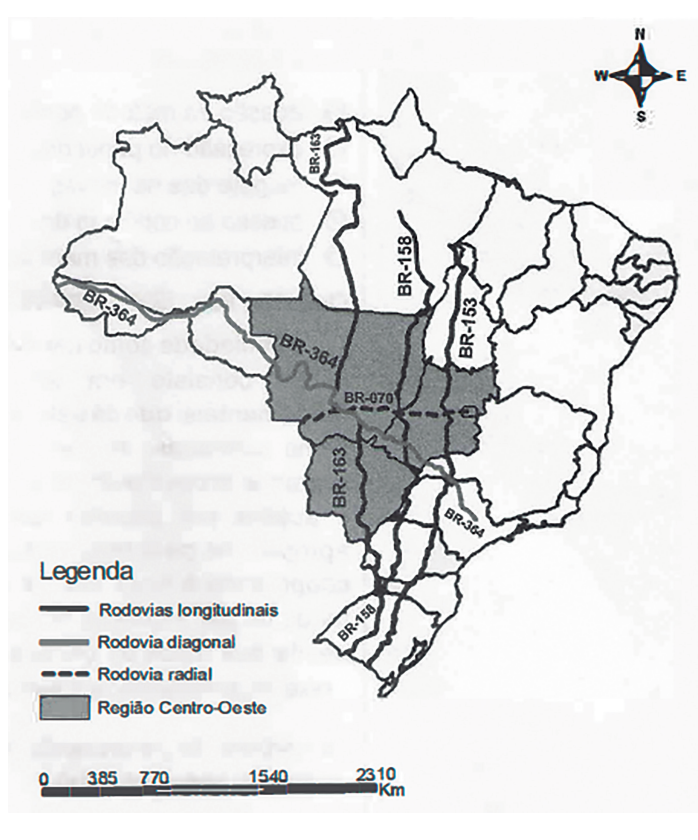 N
W E
S
BR-163
BR-158
BR-153
BR-364
BR-364
BR-070
BR-163
BR-364
BR-158
Legenda
Rodovias longitudinais
Rodovia diagonal
Rodovia radial
Região Centro-Oeste
0 385 770 1540 2310
Km